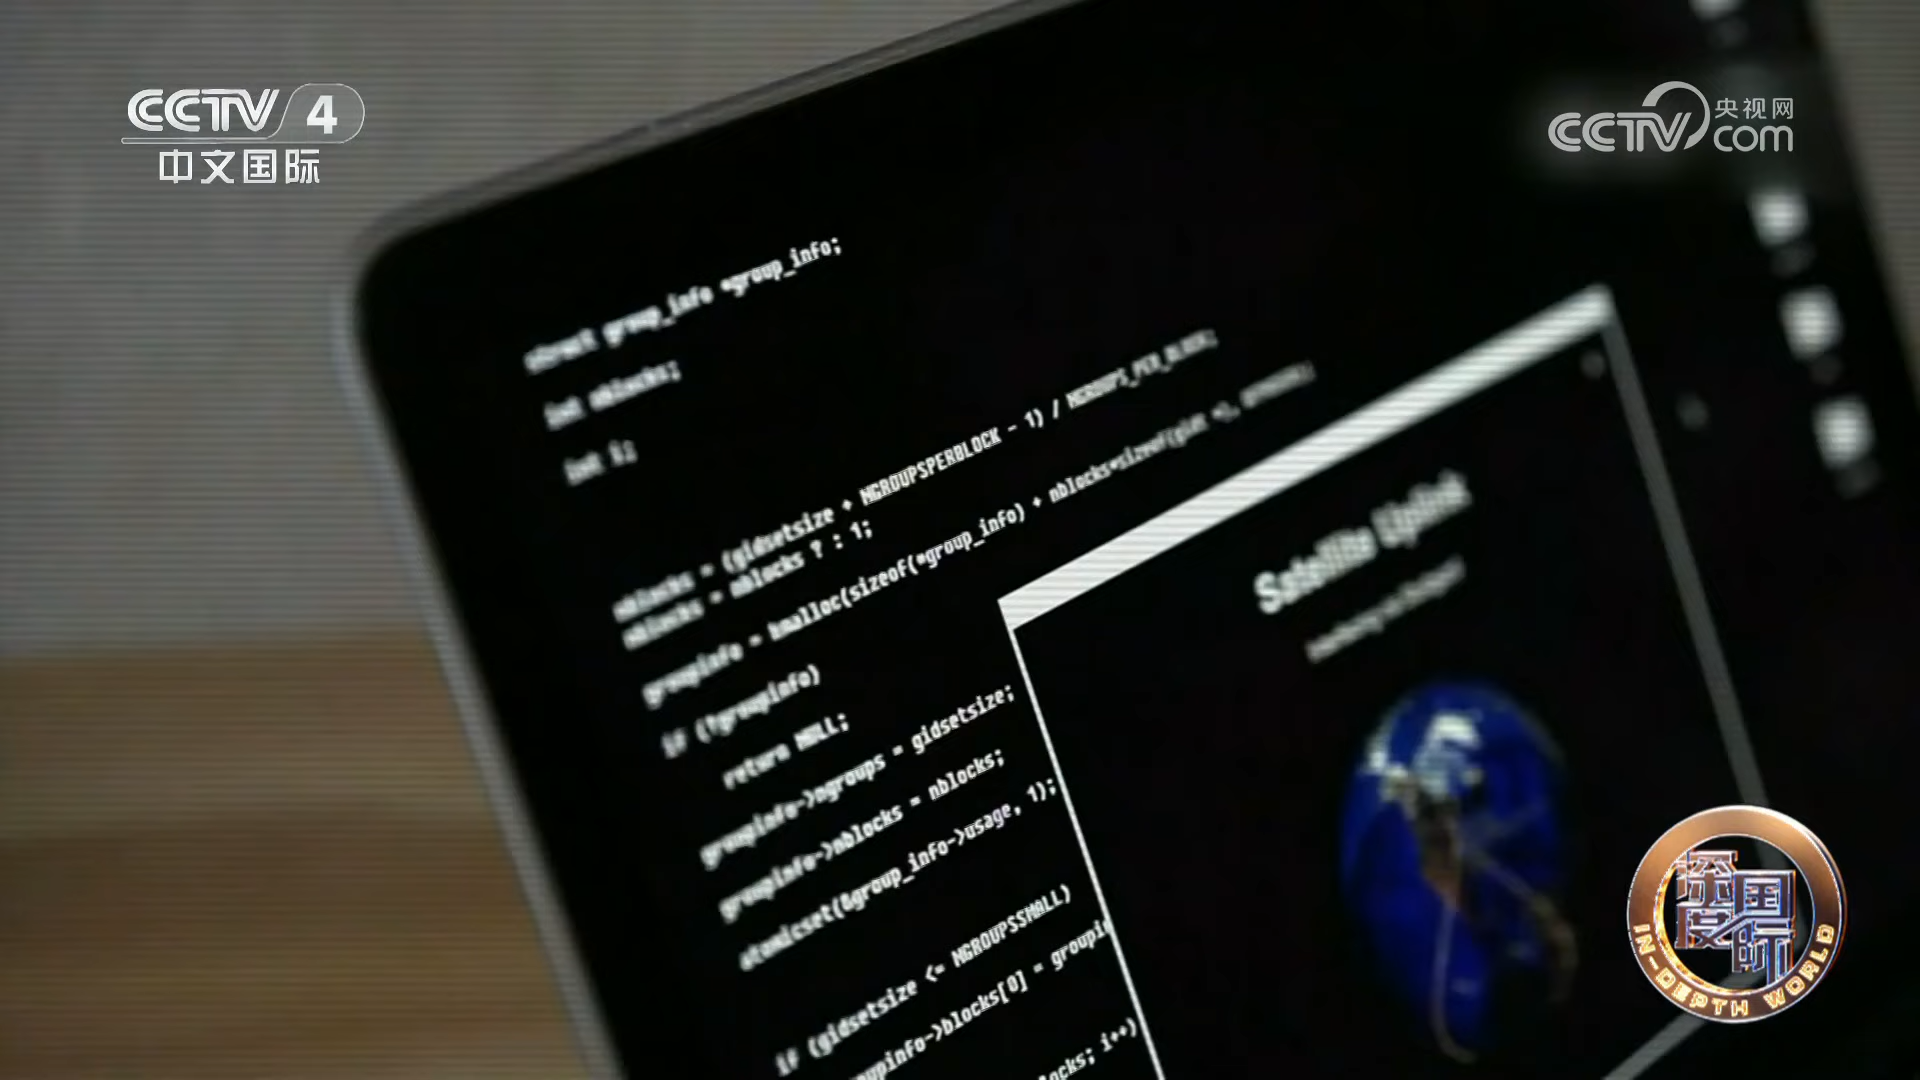 CCTV 4
中文国际
央视网
CCTV.com
struct group_info *group_info;
int nblocks;
int i;
nblocks = (gidsetsize + NGROUPSPERBLOCK - 1) / NGROUPS_PER_BLOCK;
nblocks = nblocks ? : 1;
groupinfo = kmalloc(sizeof(*group_info) + nblocks*sizeof(gidt *),
if (!groupinfo)
return NULL;
groupinfo->ngroups = gidsetsize;
groupinfo->nblocks = nblocks;
atomicset(&group_info->usage, 1);
if (gidsetsize <= NGROUPSSMALL)
oupinfo->blocks[0] = groupi
locks; i++)
Satellite Uplink
深度国际
IN-DEPTH WORLD